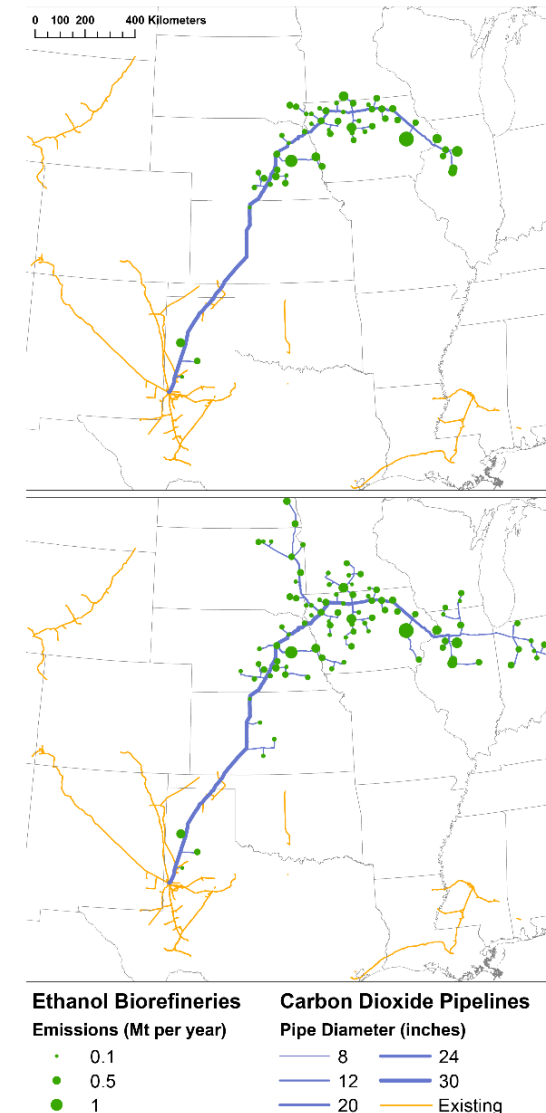 0 100 200 400 Kilometers
Ethanol Biorefineries Carbon Dioxide Pipelines
Emissions (Mt per year) Pipe Diameter (inches)
0.1 8 24
0.5 12 30
1 20 Existing